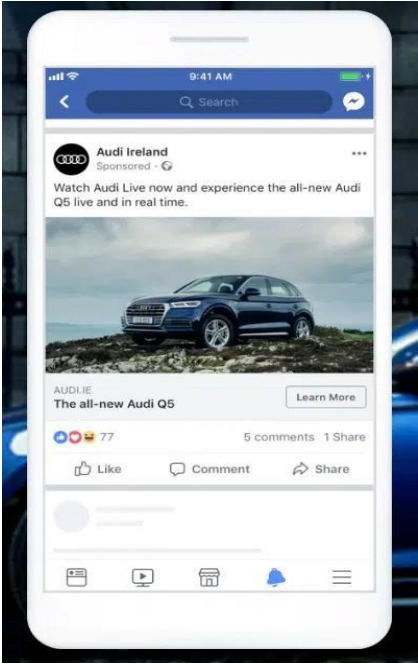 9:41 AM
Search
Audi Ireland
Sponsored ·
Watch Audi Live now and experience the all-new Audi
Q5 live and in real time.
AUDI.IE
The all-new Audi Q5
Learn More
77
5 comments 1 Share
Like
Comment
Share